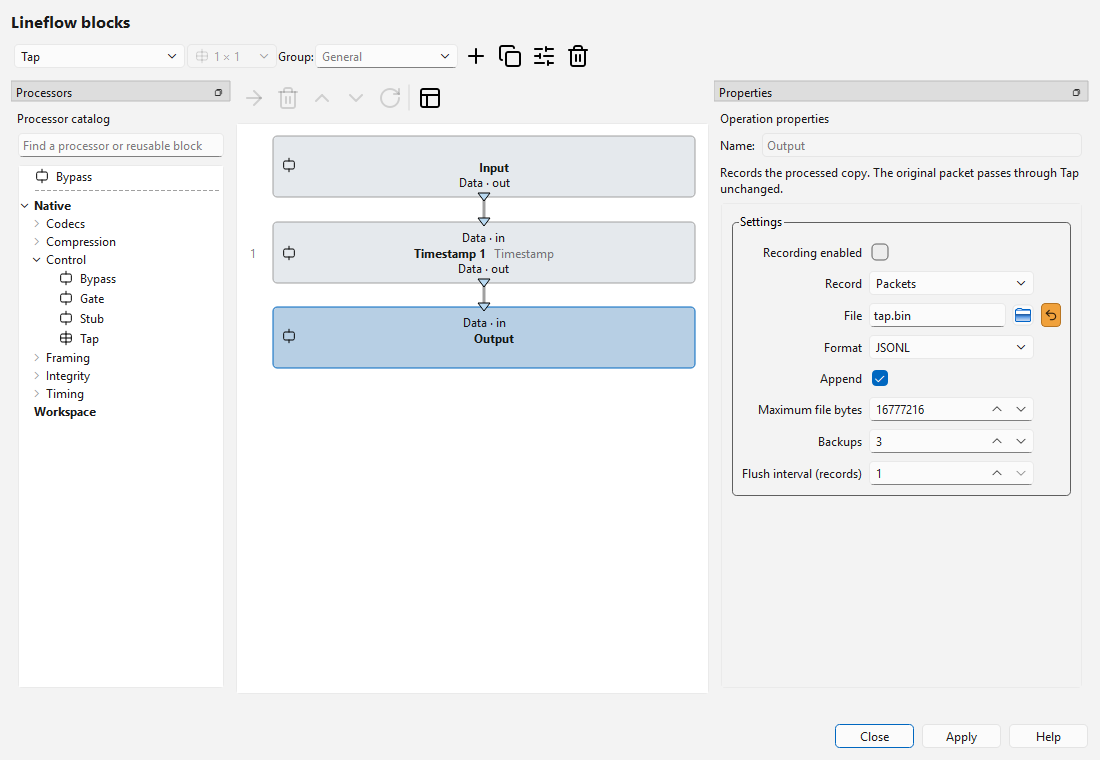 Lineflow blocks
Tap
1 × 1
Group:
General
Processors
Processor catalog
Find a processor or reusable block
Bypass
Native
Codecs
Compression
Control
Bypass
Gate
Stub
Tap
Framing
Integrity
Timing
Workspace
Input
Data · out
1
Data · in
Timestamp 1 Timestamp
Data · out
Data · in
Output
Properties
Operation properties
Name: Output
Records the processed copy. The original packet passes through Tap
unchanged.
Settings
Recording enabled
Record Packets
File tap.bin
Format JSONL
Append
Maximum file bytes 16777216
Backups 3
Flush interval (records) 1
Close
Apply
Help